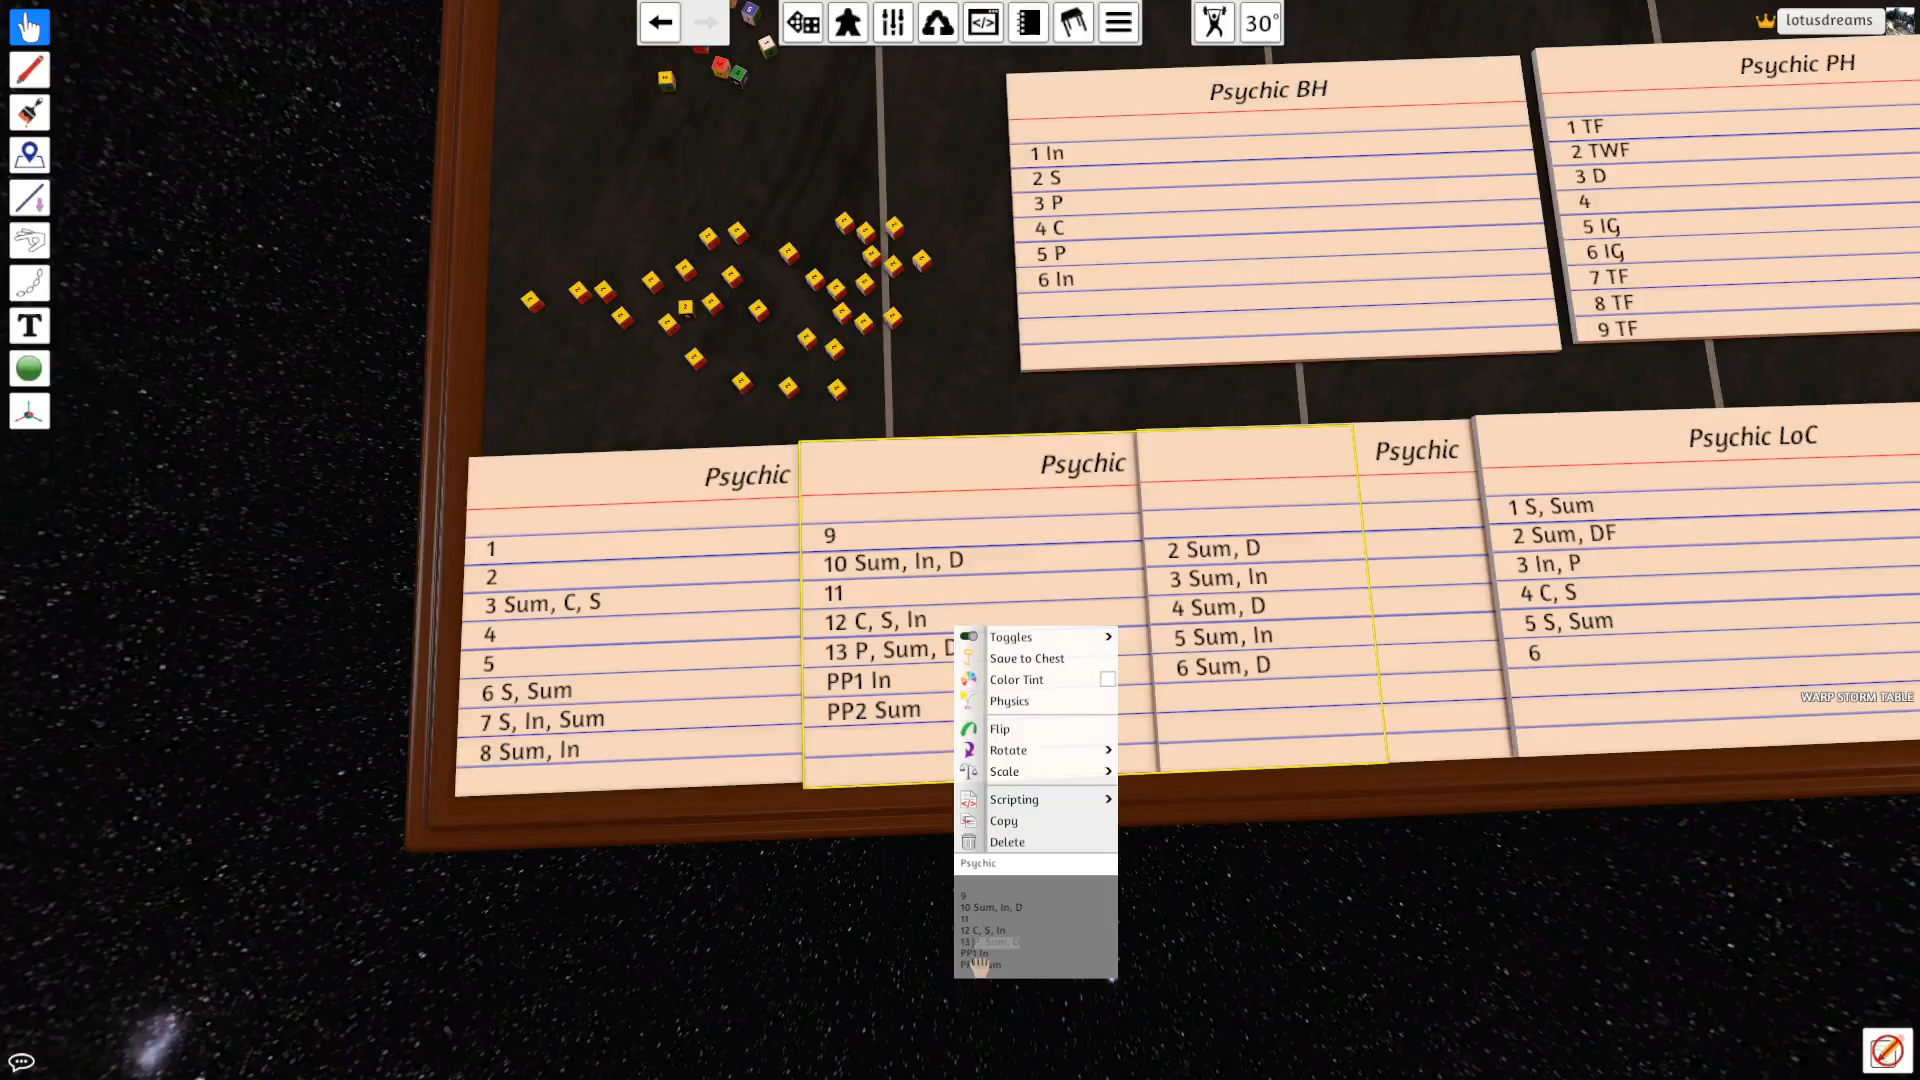 30°
lotusdreams
Psychic BH
1 In
2 S
3 P
4 C
5 P
6 In
Psychic PH
1 TF
2 TWF
3 D
4
5 IG
6 IG
7 TF
8 TF
9 TF
T
Psychic
1
2
3 Sum, C, S
4
5
6 S, Sum
7 S, In, Sum
8 Sum, In
Psychic
9
10 Sum, In, D
11
12 C, S, In
13 P, Sum, D
PP1 In
PP2 Sum
Psychic
2 Sum, D
3 Sum, In
4 Sum, D
5 Sum, In
6 Sum, D
Psychic LoC
1 S, Sum
2 Sum, DF
3 In, P
4 C, S
5 S, Sum
6
WARP STORM TABLE
Toggles
Save to Chest
Color Tint
Physics
Flip
Rotate
Scale
Scripting
Copy
Delete
Psychic
9
10 Sum, In, D
11
12 C, S, In
13 P, Sum, D
PP1 In